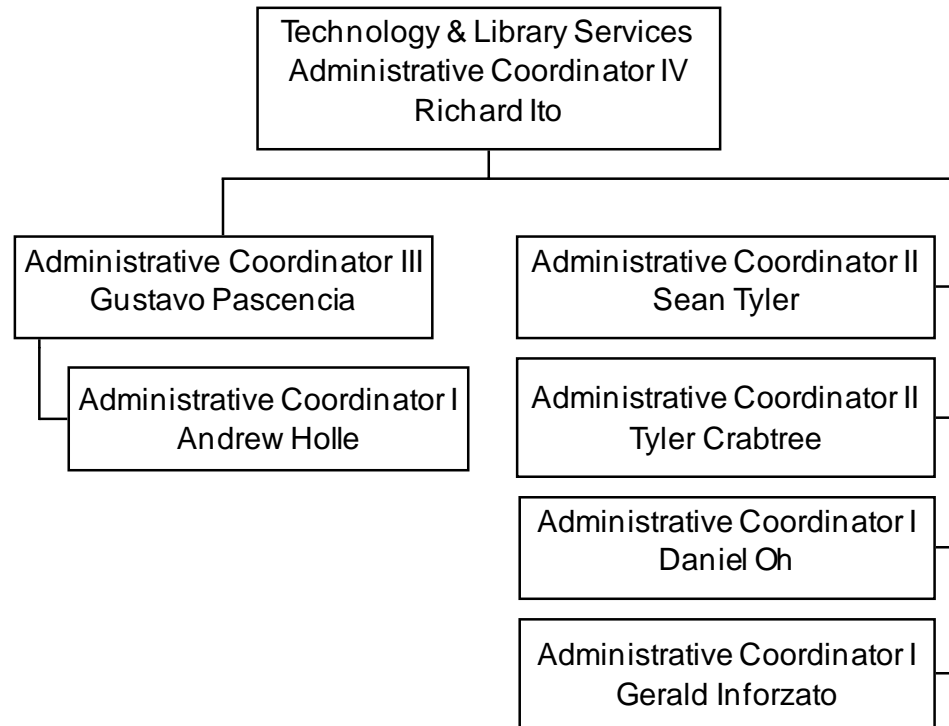 Technology & Library Services
Administrative Coordinator IV
Richard Ito
Administrative Coordinator III
Gustavo Pascencia
Administrative Coordinator I
Andrew Holle
Administrative Coordinator II
Sean Tyler
Administrative Coordinator II
Tyler Crabtree
Administrative Coordinator I
Daniel Oh
Administrative Coordinator I
Gerald Inforzato